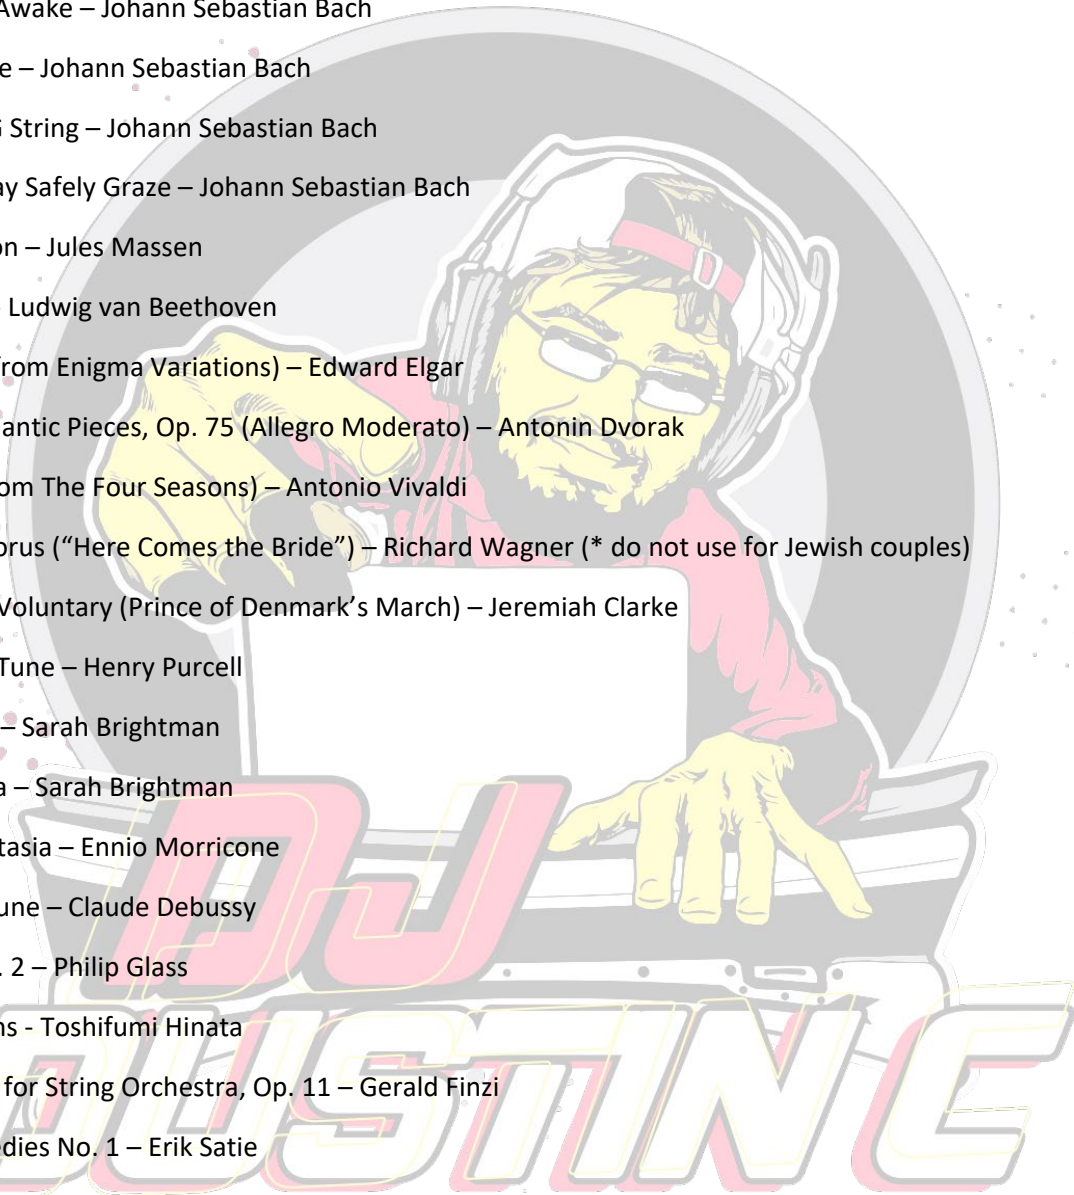 Awake – Johann Sebastian Bach
e – Johann Sebastian Bach
G String – Johann Sebastian Bach
ay Safely Graze – Johann Sebastian Bach
on – Jules Massen
– Ludwig van Beethoven
from Enigma Variations) – Edward Elgar
antic Pieces, Op. 75 (Allegro Moderato) – Antonin Dvorak
om The Four Seasons) – Antonio Vivaldi
orus (“Here Comes the Bride”) – Richard Wagner (* do not use for Jewish couples)
Voluntary (Prince of Denmark’s March) – Jeremiah Clarke
Tune – Henry Purcell
– Sarah Brightman
a – Sarah Brightman
tasia – Ennio Morricone
une – Claude Debussy
. 2 – Philip Glass
ns - Toshifumi Hinata
for String Orchestra, Op. 11 – Gerald Finzi
edies No. 1 – Erik Satie
DJ
OUSTIN C